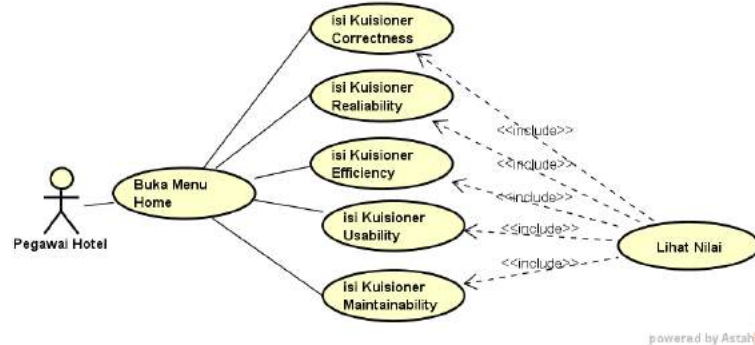 isi Kuisioner
Correctness
isi Kuisioner
Realiability
<<include>>
<<include>>
isi Kuisioner
Efficiency
Buka Menu
Home
<<include>>
isi Kuisioner
Usability
<<include>>
Pegawai Hotel
Lihat Nilai
<<include>>
isi Kuisioner
Maintainability
powered by Astah